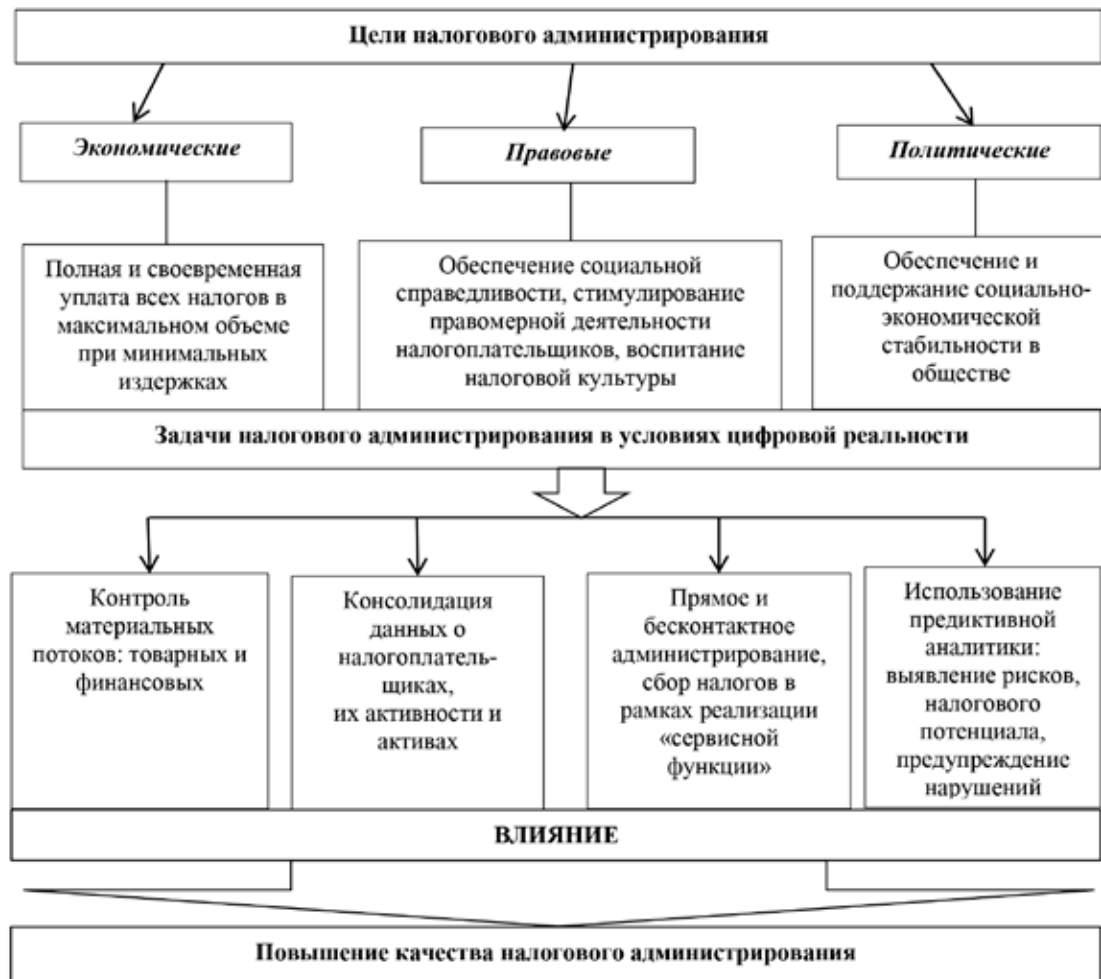 Цели налогового администрирования
Экономические
Правовые
Политические
Полная и своевременная
уплата всех налогов в
максимальном объеме
при минимальных
издержках
Обеспечение социальной
справедливости, стимулирование
правомерной деятельности
налогоплательщиков, воспитание
налоговой культуры
Обеспечение и
поддержание социально-
экономической
стабильности в
обществе
Задачи налогового администрирования в условиях цифровой реальности
Контроль
материальных
потоков: товарных и
финансовых
Консолидация
данных о
налогоплатель-
щиках,
их активности и
активах
Прямое и
бесконтактное
администрирование,
сбор налогов в
рамках реализации
«сервисной
функции»
Использование
предиктивной
аналитики:
выявление рисков,
налогового
потенциала,
предупреждение
нарушений
ВЛИЯНИЕ
Повышение качества налогового администрирования